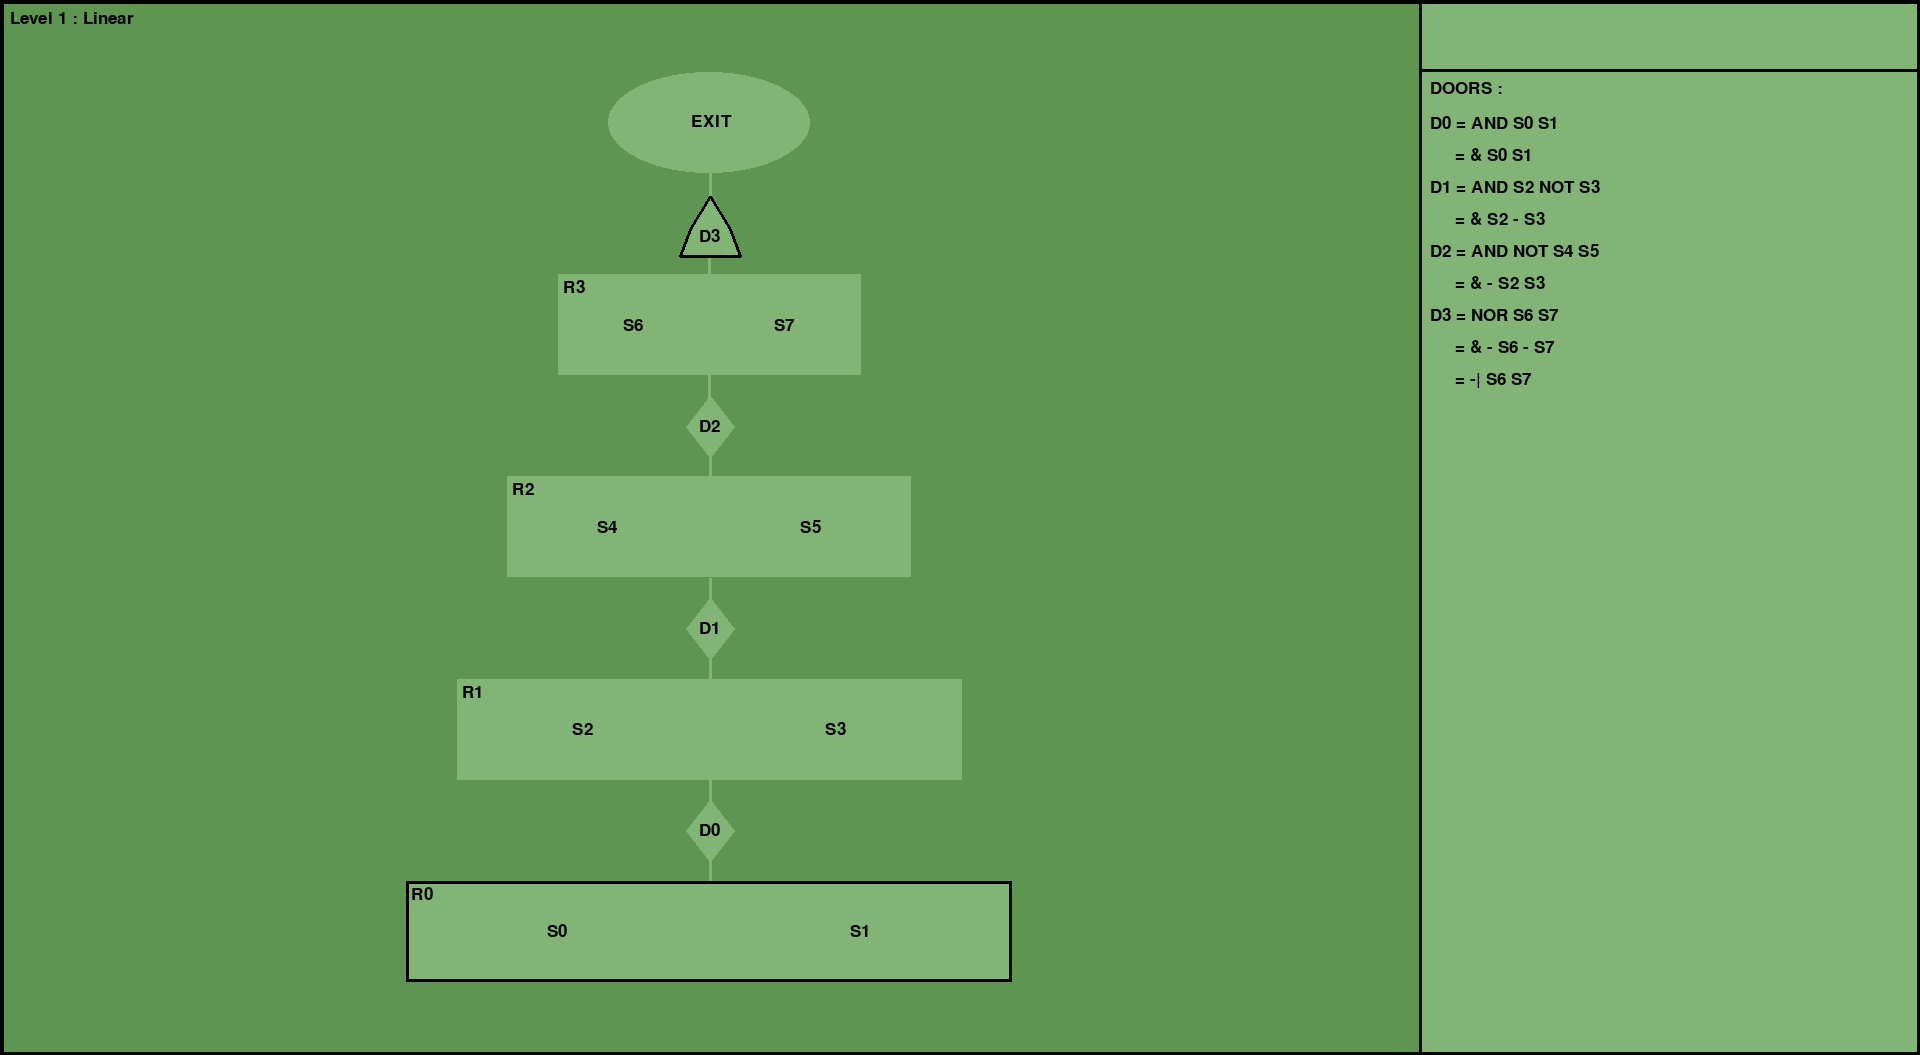 Level 1 : Linear
EXIT
D3
R3
S6 S7
D2
R2
S4 S5
D1
R1
S2 S3
D0
R0
S0 S1
DOORS :
D0 = AND S0 S1
= & S0 S1
D1 = AND S2 NOT S3
= & S2 - S3
D2 = AND NOT S4 S5
= & - S2 S3
D3 = NOR S6 S7
= & - S6 - S7
= -| S6 S7